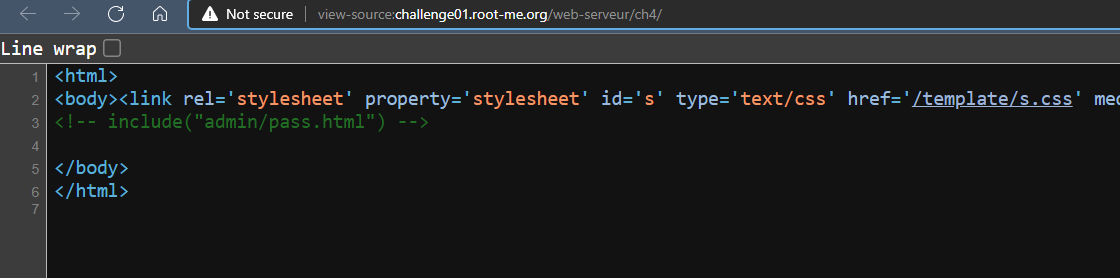 Not secure | view-source:challenge01.root-me.org/web-serveur/ch4/
Line wrap
1 <html>
2 <body><link rel='stylesheet' property='stylesheet' id='s' type='text/css' href='/template/s.css' med
3 <!-- include("admin/pass.html") -->
4
5 </body>
6 </html>
7